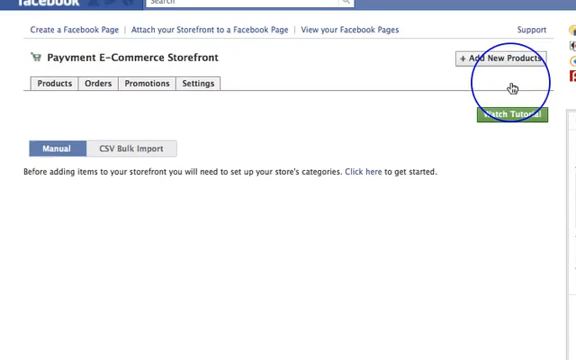 facebook
Search
Create a Facebook Page | Attach your Storefront to a Facebook Page | View your Facebook Pages
Support
Payvment E-Commerce Storefront
+ Add New Products
Products
Orders
Promotions
Settings
Watch Tutorial
Manual
CSV Bulk Import
Before adding items to your storefront you will need to set up your store's categories. Click here to get started.